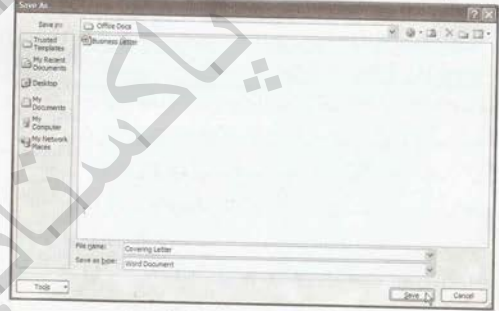 Save As
Save in:
Office Docs
Trusted
Templates
My Recent
Documents
Desktop
My
Documents
My
Computer
My Network
Places
Business Letter
File name:
Covering Letter
Save as type:
Word Document
Tools
Save
Cancel